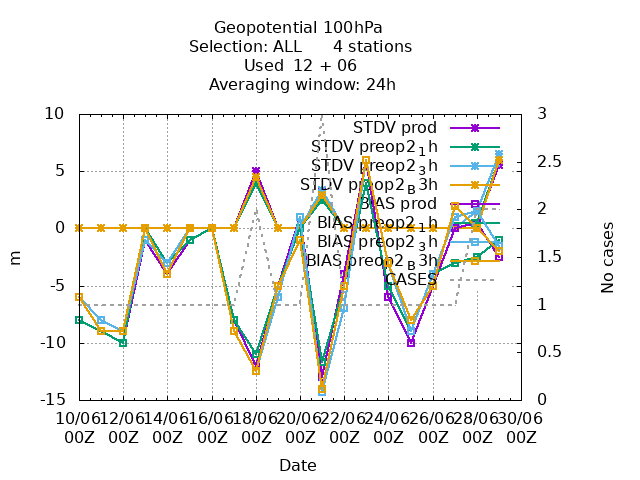 Geopotential 100hPa
Selection: ALL 4 stations
Used 12 + 06
Averaging window: 24h
10
5
0
-5
-10
-15
m
3
2.5
2
1.5
1
0.5
0
No cases
STDV prod
STDV preop2₁h
STDV preop2₃h
STDV preop2_B3h
BIAS prod
BIAS preop2₁h
BIAS preop2₃h
BIAS preop2_B3h
CASES
10/06 12/06 14/06 16/06 18/06 20/06 22/06 24/06 26/06 28/06 30/06
00Z 00Z 00Z 00Z 00Z 00Z 00Z 00Z 00Z 00Z 00Z
Date